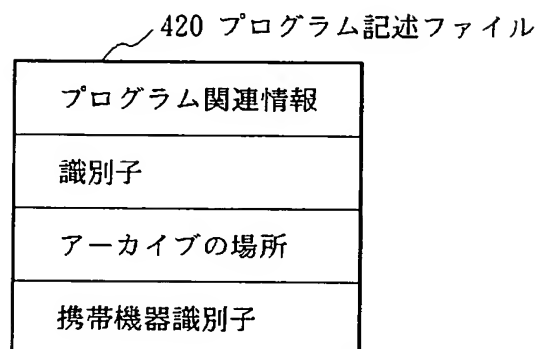 420 プログラム記述ファイル
プログラム関連情報
識別子
アーカイブの場所
携帯機器識別子